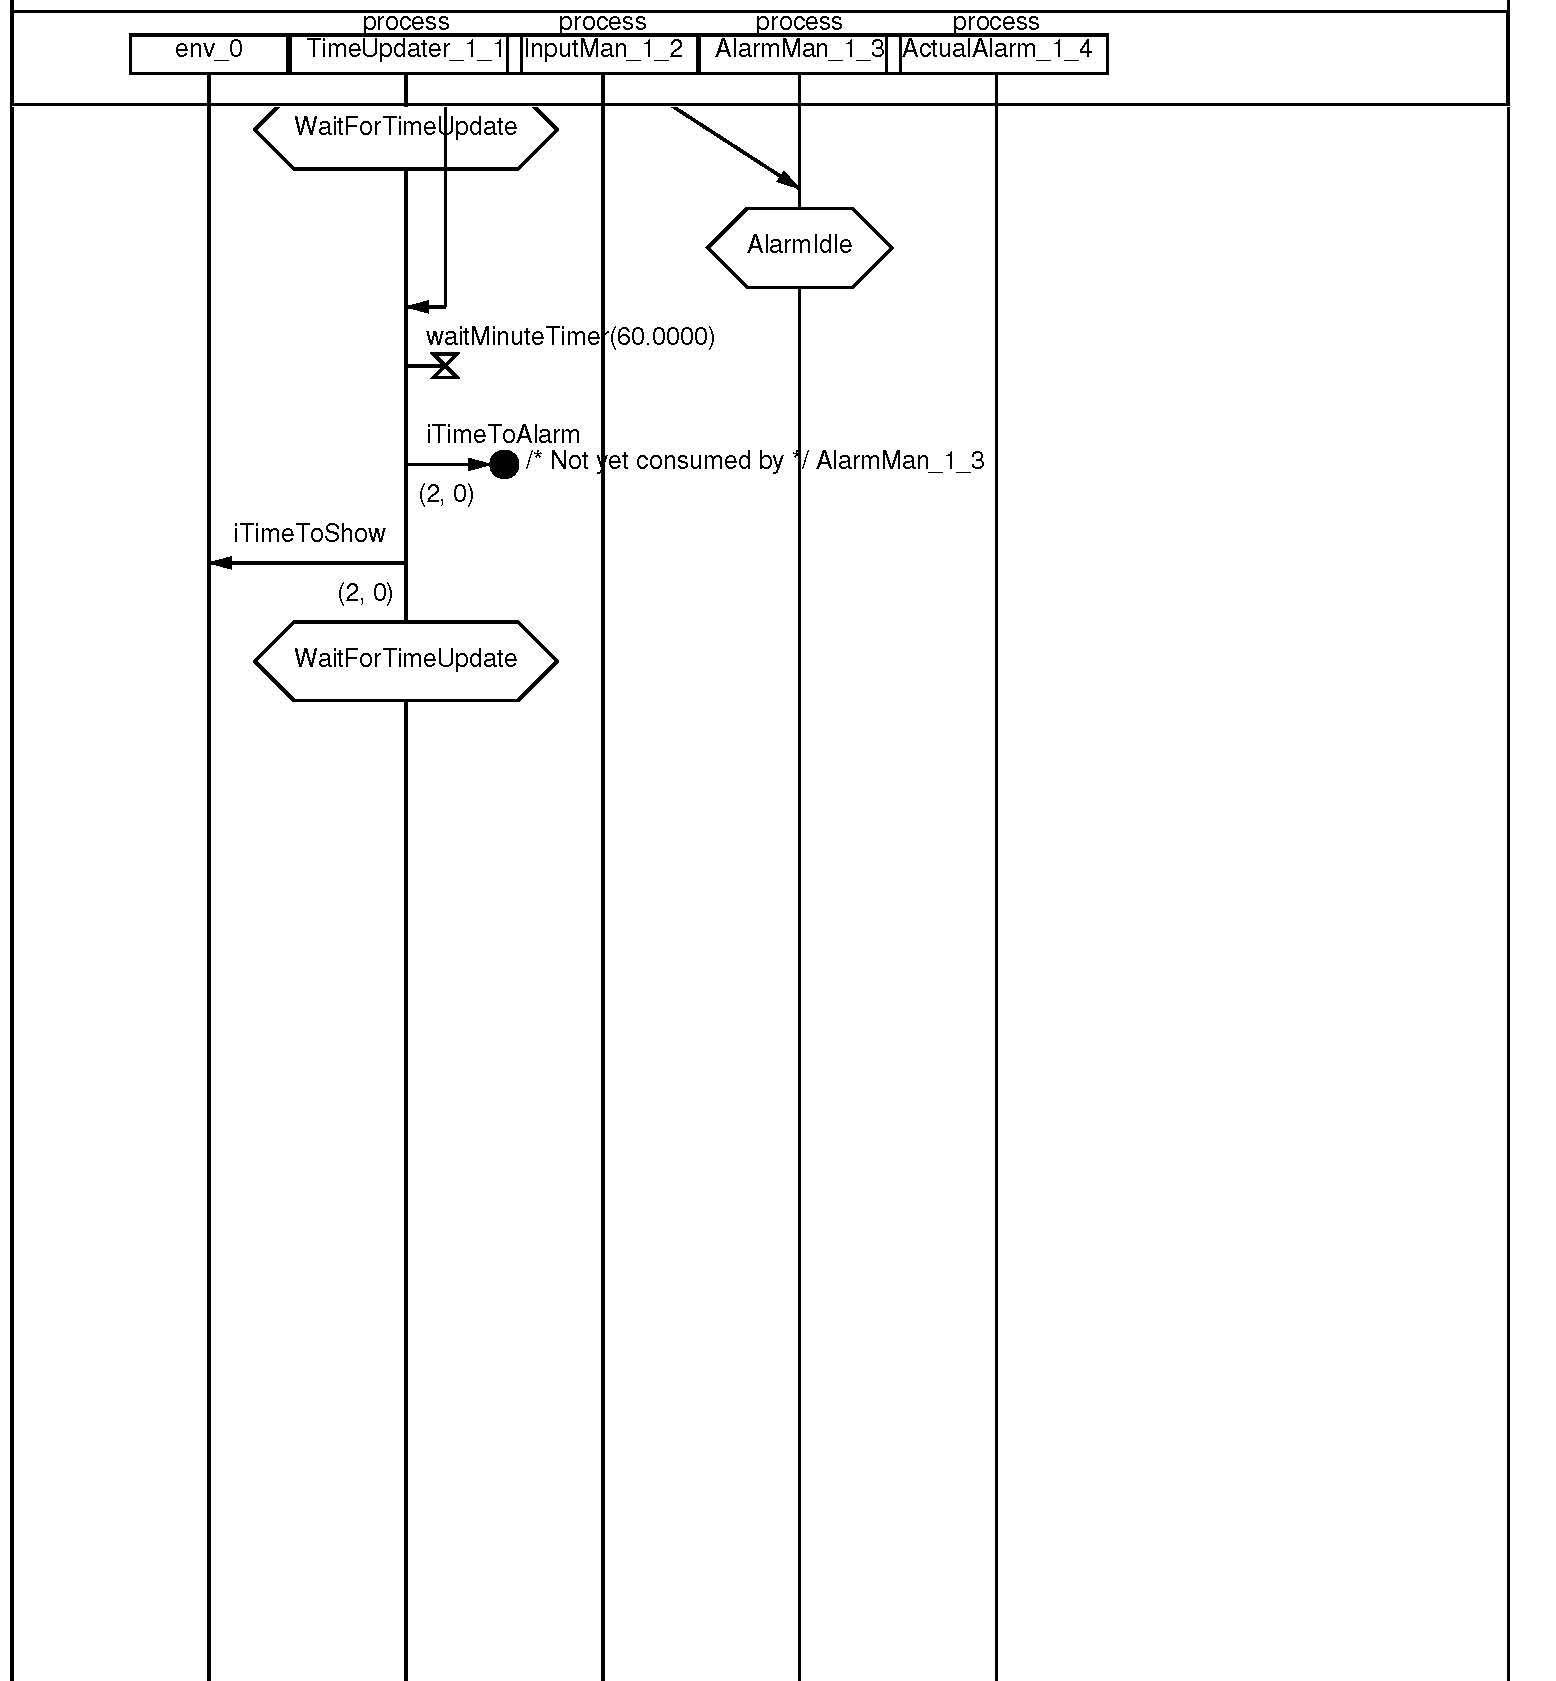 process process process process
env_0 TimeUpdater_1_1 InputMan_1_2 AlarmMan_1_3 ActualAlarm_1_4
WaitForTimeUpdate
AlarmIdle
waitMinuteTimer(60.0000)
iTimeToAlarm
/* Not yet consumed by */ AlarmMan_1_3
(2, 0)
iTimeToShow
(2, 0)
WaitForTimeUpdate